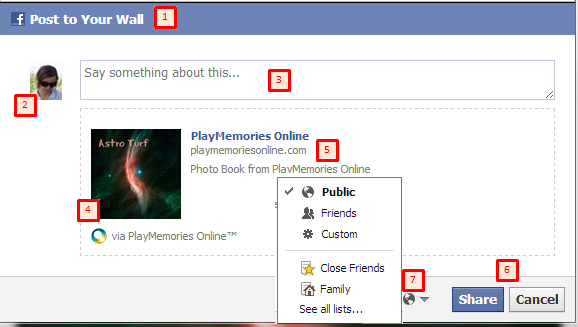 f Post to Your Wall 1
Say something about this... 3
2
Astro Turf
PlayMemories Online
playmemoriesonline.com 5
Photo Book from PlayMemories Online
4
via PlayMemories Online™
Public
Friends
Custom
Close Friends
Family
See all lists...
7
6
Share Cancel